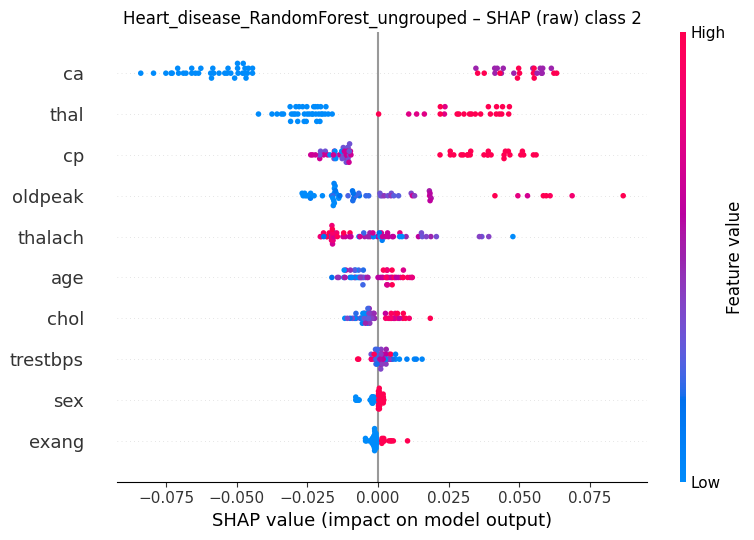 Heart_disease_RandomForest_ungrouped – SHAP (raw) class 2
High
ca
thal
cp
oldpeak
thalach
age
chol
trestbps
sex
exang
Feature value
Low
−0.075 −0.050 −0.025 0.000 0.025 0.050 0.075
SHAP value (impact on model output)